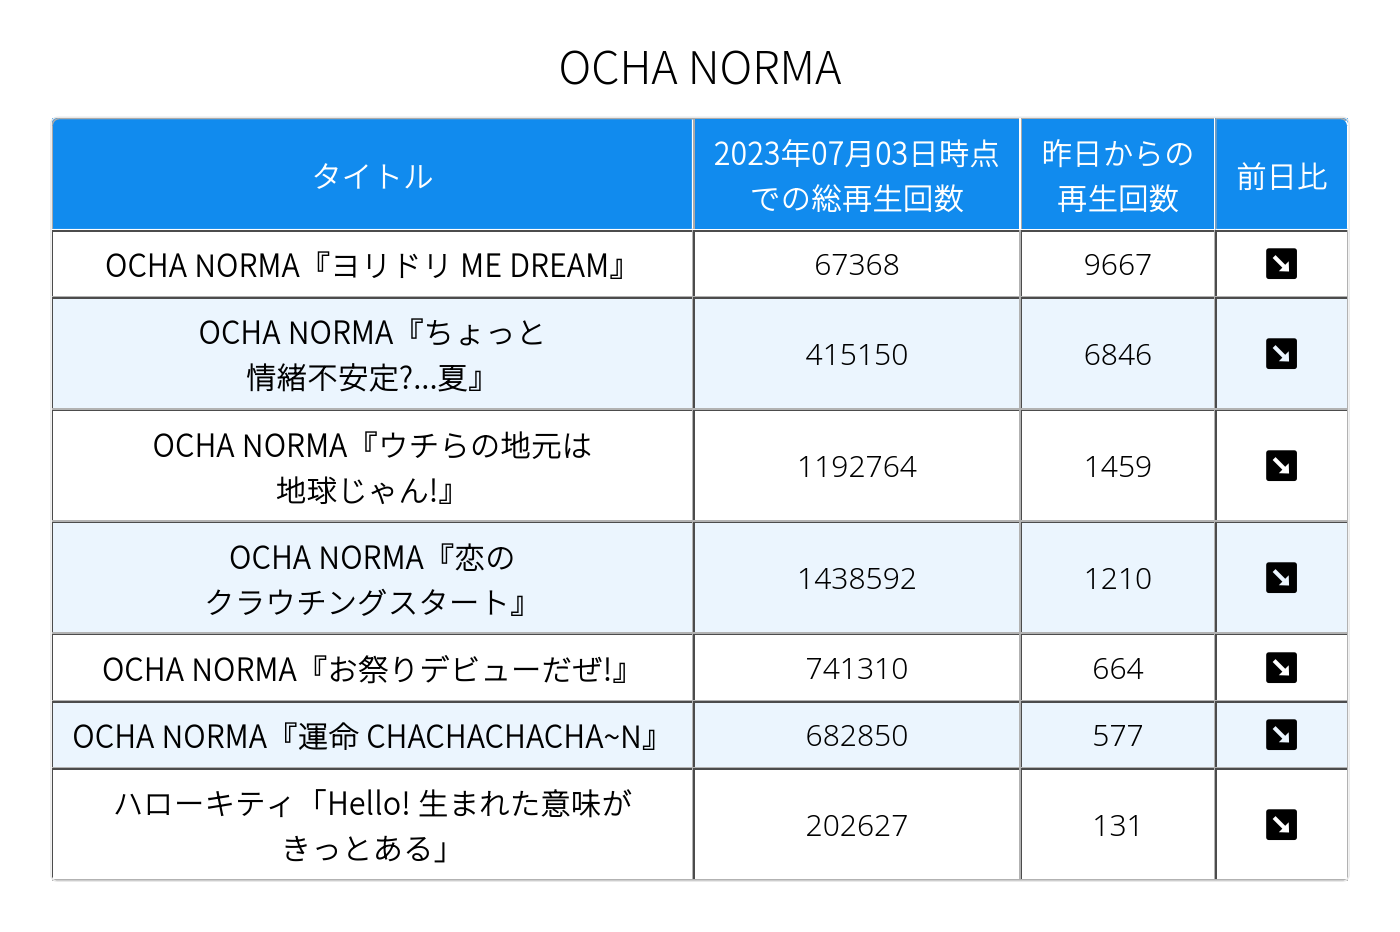 OCHA NORMA
タイトル
2023年07月03日時点
での総再生回数
昨日からの
再生回数
前日比
OCHA NORMA『ヨリドリ ME DREAM』
67368
9667
↘
OCHA NORMA『ちょっと
情緒不安定?...夏』
415150
6846
↘
OCHA NORMA『ウチらの地元は
地球じゃん!』
1192764
1459
↘
OCHA NORMA『恋の
クラウチングスタート』
1438592
1210
↘
OCHA NORMA『お祭りデビューだぜ!』
741310
664
↘
OCHA NORMA『運命 CHACHACHACHA~N』
682850
577
↘
ハローキティ「Hello! 生まれた意味が
きっとある」
202627
131
↘